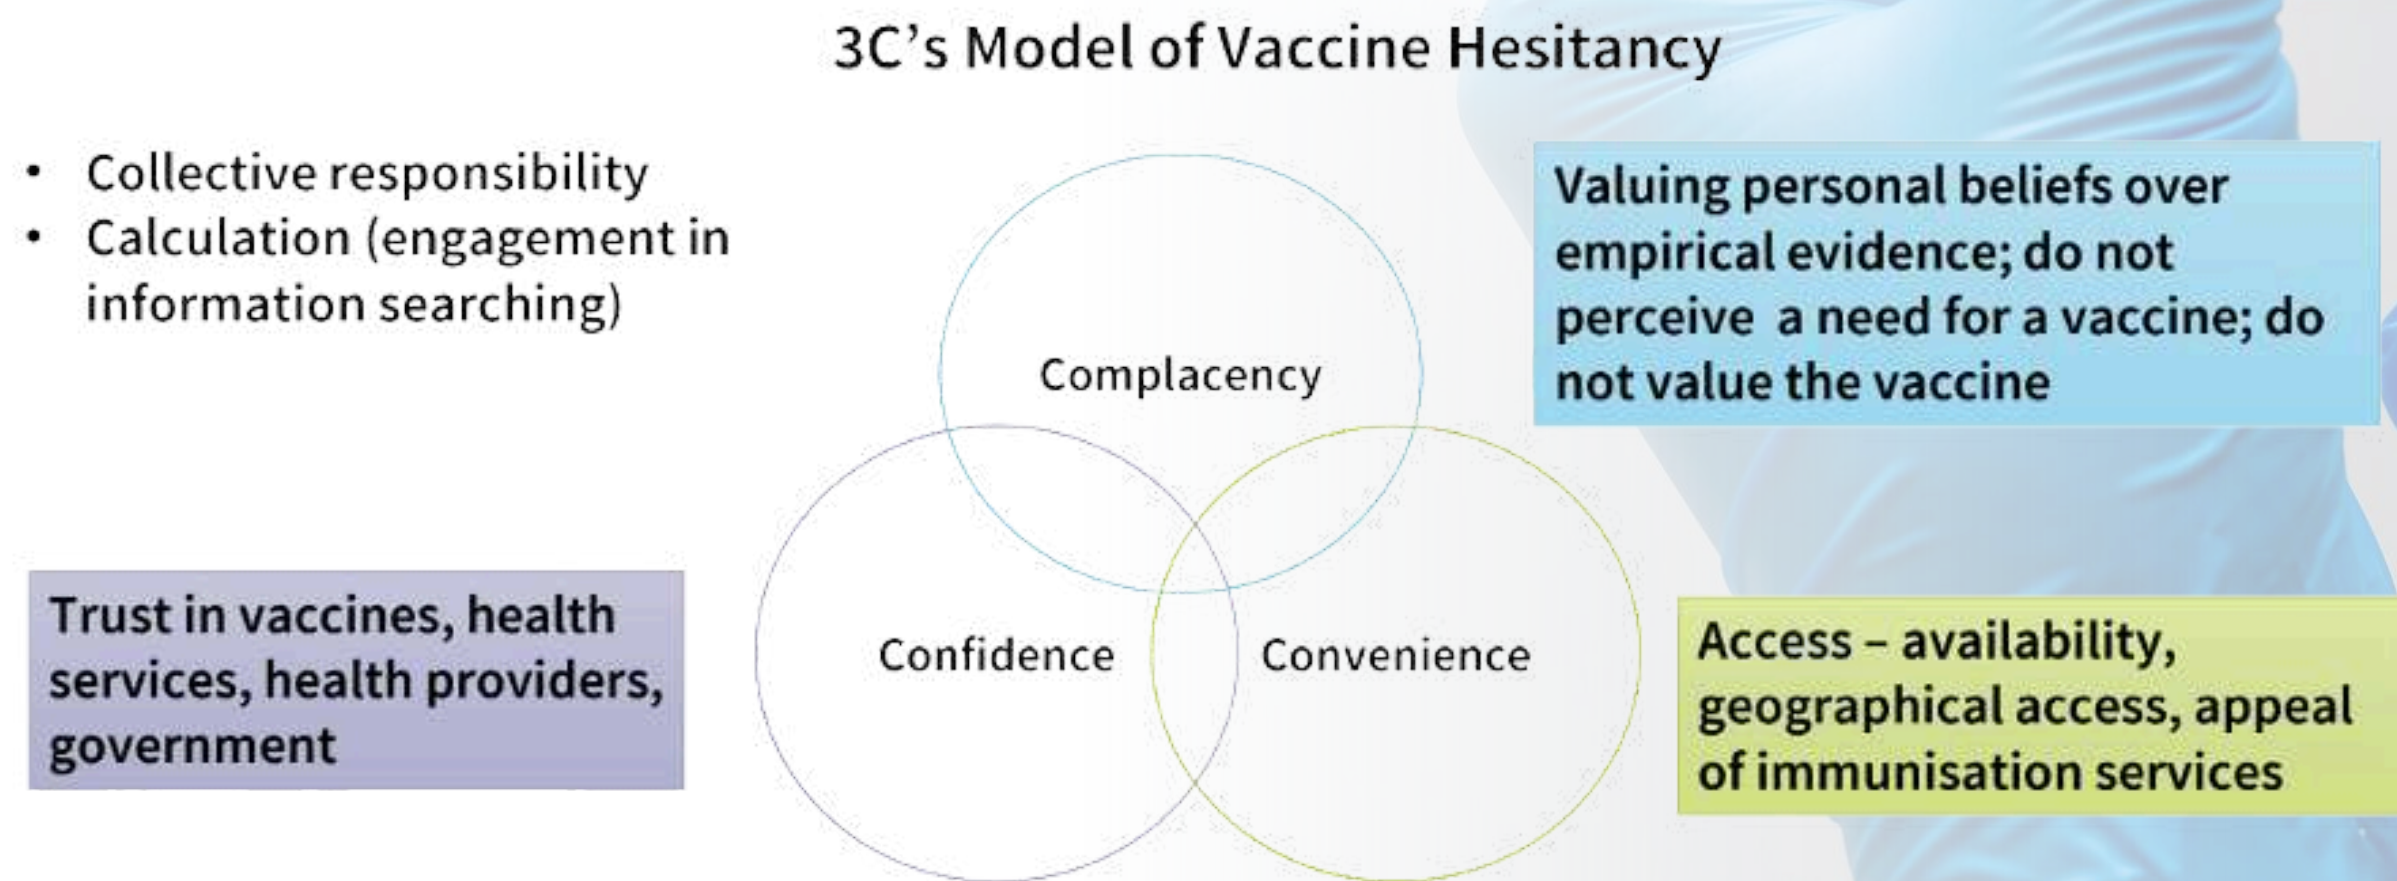 3C's Model of Vaccine Hesitancy
• Collective responsibility
• Calculation (engagement in
information searching)
Valuing personal beliefs over
empirical evidence; do not
perceive a need for a vaccine; do
not value the vaccine
Complacency
Confidence
Convenience
Trust in vaccines, health
services, health providers,
government
Access – availability,
geographical access, appeal
of immunisation services